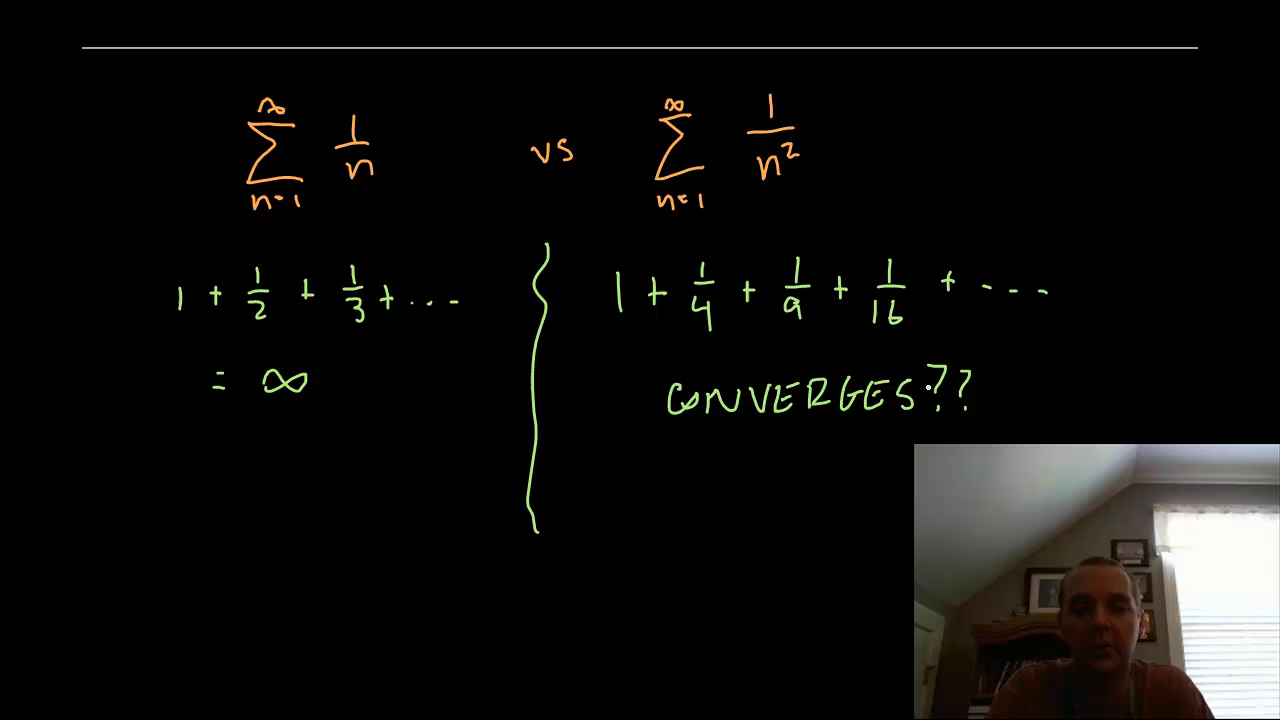 ∞ ∞
∑ 1/n vs ∑ 1/n²
n=1 n=1
1 + 1/2 + 1/3 + ... 1 + 1/4 + 1/9 + 1/16 + ---
= ∞ CONVERGES??